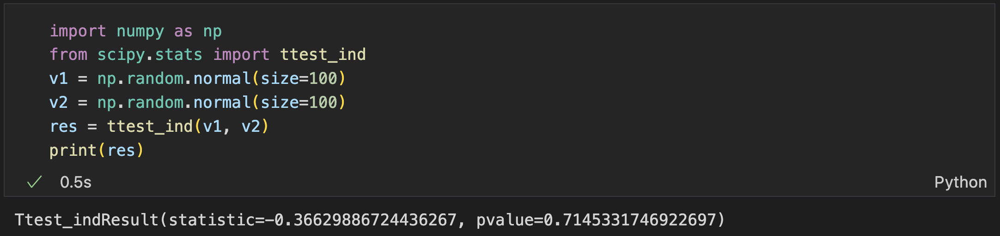 import numpy as np
from scipy.stats import ttest_ind
v1 = np.random.normal(size=100)
v2 = np.random.normal(size=100)
res = ttest_ind(v1, v2)
print(res)
0.5s
Python
Ttest_indResult(statistic=-0.36629886724436267, pvalue=0.7145331746922697)